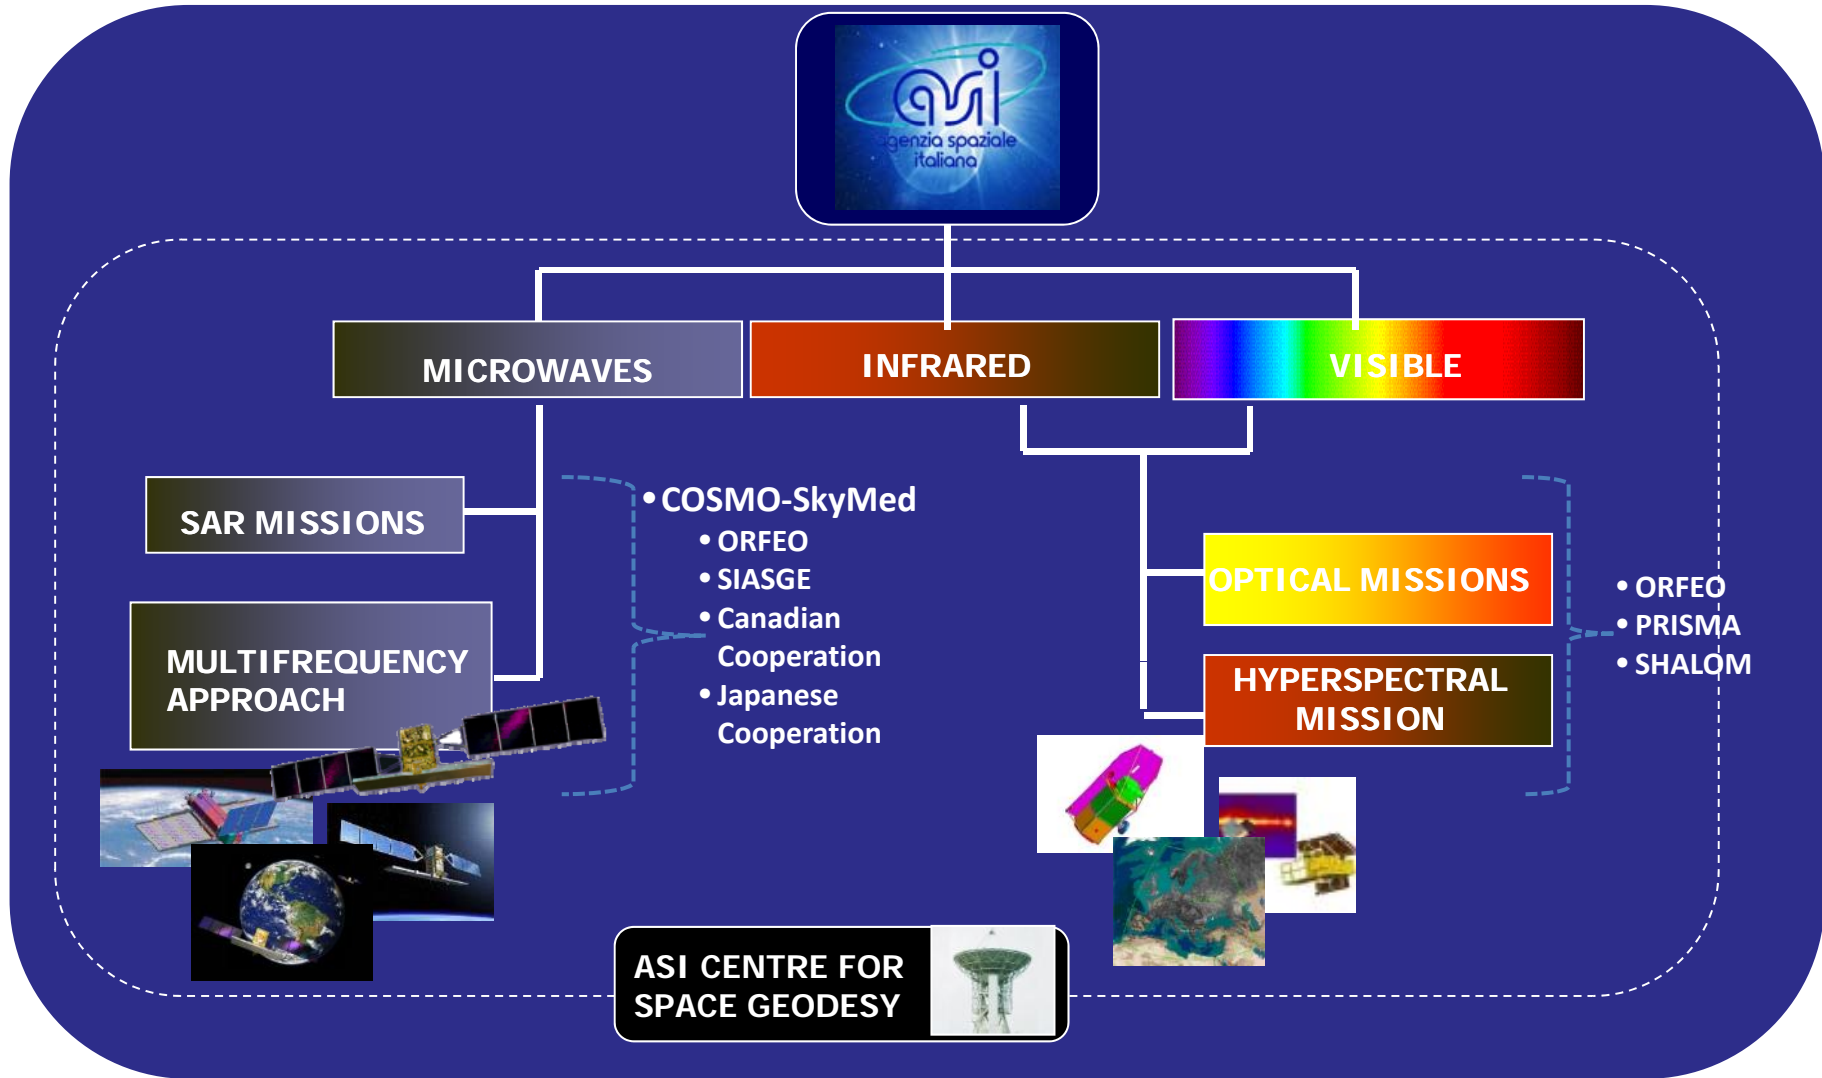 asi
agenzia spaziale
italiana
MICROWAVES
INFRARED
VISIBLE
SAR MISSIONS
MULTIFREQUENCY
APPROACH
•COSMO-SkyMed
• ORFEO
• SIASGE
• Canadian
Cooperation
• Japanese
Cooperation
OPTICAL MISSIONS
HYPERSPECTRAL
MISSION
• ORFEO
• PRISMA
• SHALOM
ASI CENTRE FOR
SPACE GEODESY